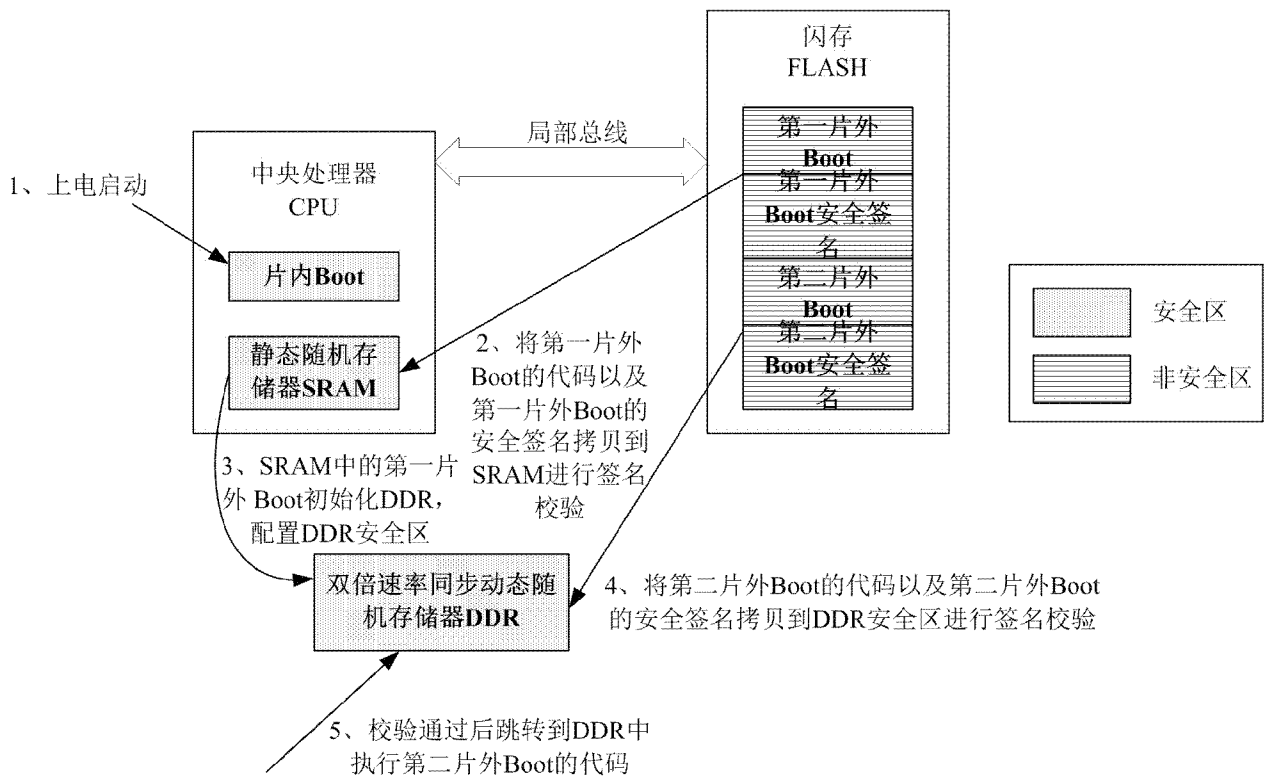 闪存
FLASH
第一片外
Boot
第一片外
Boot安全签
名
第二片外
Boot
第二片外
Boot安全签
名
局部总线
1、上电启动
中央处理器
CPU
片内Boot
静态随机存
储器SRAM
安全区
非安全区
2、将第一片外
Boot的代码以及
第一片外Boot的
安全签名拷贝到
SRAM进行签名
校验
3、SRAM中的第一片
外 Boot初始化DDR，
配置DDR安全区
双倍速率同步动态随
机存储器DDR
4、将第二片外Boot的代码以及第二片外Boot
的安全签名拷贝到DDR安全区进行签名校验
5、校验通过后跳转到DDR中
执行第二片外Boot的代码